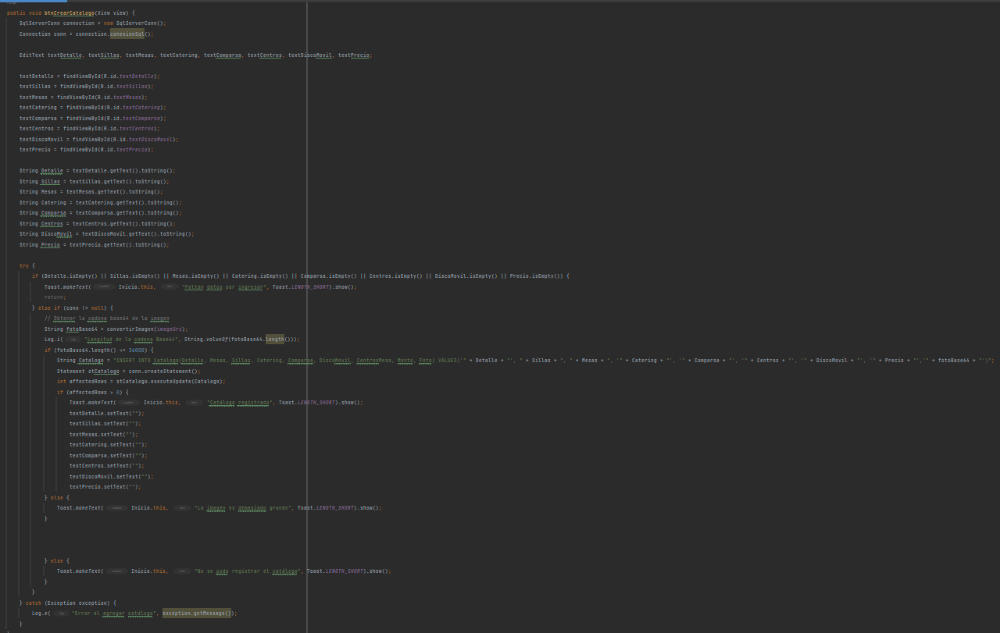 public void btnCrearCatalogo(View view) {
SqlServerConn connection = new SqlServerConn();
Connection conn = connection.conexionSql();
EditText textDetalle, textSillas, textMesas, textCatering, textComparsa, textCentros, textDiscoMovil, textPrecio;
textDetalle = findViewById(R.id.textDetalle);
textSillas = findViewById(R.id.textSillas);
textMesas = findViewById(R.id.textMesas);
textCatering = findViewById(R.id.textCatering);
textComparsa = findViewById(R.id.textComparsa);
textCentros = findViewById(R.id.textCentros);
textDiscoMovil = findViewById(R.id.textDiscoMovil);
textPrecio = findViewById(R.id.textPrecio);
String Detalle = textDetalle.getText().toString();
String Sillas = textSillas.getText().toString();
String Mesas = textMesas.getText().toString();
String Catering = textCatering.getText().toString();
String Comparsa = textComparsa.getText().toString();
String Centros = textCentros.getText().toString();
String DiscoMovil = textDiscoMovil.getText().toString();
String Precio = textPrecio.getText().toString();
try {
if (Detalle.isEmpty() || Sillas.isEmpty() || Mesas.isEmpty() || Catering.isEmpty() || Comparsa.isEmpty() || Centros.isEmpty() || DiscoMovil.isEmpty() || Precio.isEmpty()) {
Toast.makeText( Inicio.this, "Faltan datos por ingresar", Toast.LENGTH_SHORT).show();
return;
} else if (conn != null) {
// Obtener la cadena base64 de la imagen
String fotoBase64 = convertirImagen(imageUri);
Log.i( "Longitud de la cadena Base64", String.valueOf(fotoBase64.length()));
if (fotoBase64.length() <= 36000) {
String Catalogo = "INSERT INTO Catalogo(Detalle, Mesas, Sillas, Catering, Comparsa, DiscoMovil, CentrosMesa, Monto, Foto) VALUES('" + Detalle + "', " + Sillas + ", " + Mesas + ", '" + Catering + "', '" + Comparsa + "', '" + Centros + "', '" + DiscoMovil + "', '" + Precio + "','" + fotoBase64 + "')";
Statement stCatalogo = conn.createStatement();
int affectedRows = stCatalogo.executeUpdate(Catalogo);
if (affectedRows > 0) {
Toast.makeText( Inicio.this, "Catálogo registrado", Toast.LENGTH_SHORT).show();
textDetalle.setText("");
textSillas.setText("");
textMesas.setText("");
textCatering.setText("");
textComparsa.setText("");
textCentros.setText("");
textDiscoMovil.setText("");
textPrecio.setText("");
} else {
Toast.makeText( Inicio.this, "La imagen es demasiado grande", Toast.LENGTH_SHORT).show();
}
} else {
Toast.makeText( Inicio.this, "No se pudo registrar el catálogo", Toast.LENGTH_SHORT).show();
}
}
} catch (Exception exception) {
Log.e( "Error al agregar catálogo", exception.getMessage());
}